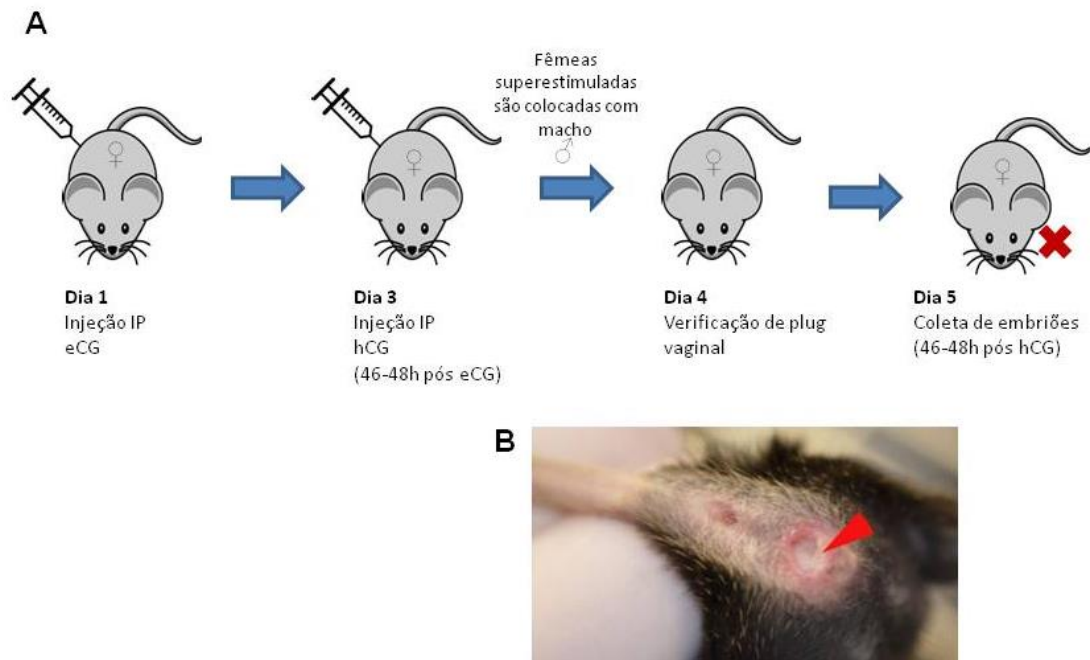 A
Fêmeas
superestimuladas
são colocadas com
macho
Dia 1
Injeção IP
eCG
Dia 3
Injeção IP
hCG
(46-48h pós eCG)
Dia 4
Verificação de plug
vaginal
Dia 5
Coleta de embriões
(46-48h pós hCG)
B